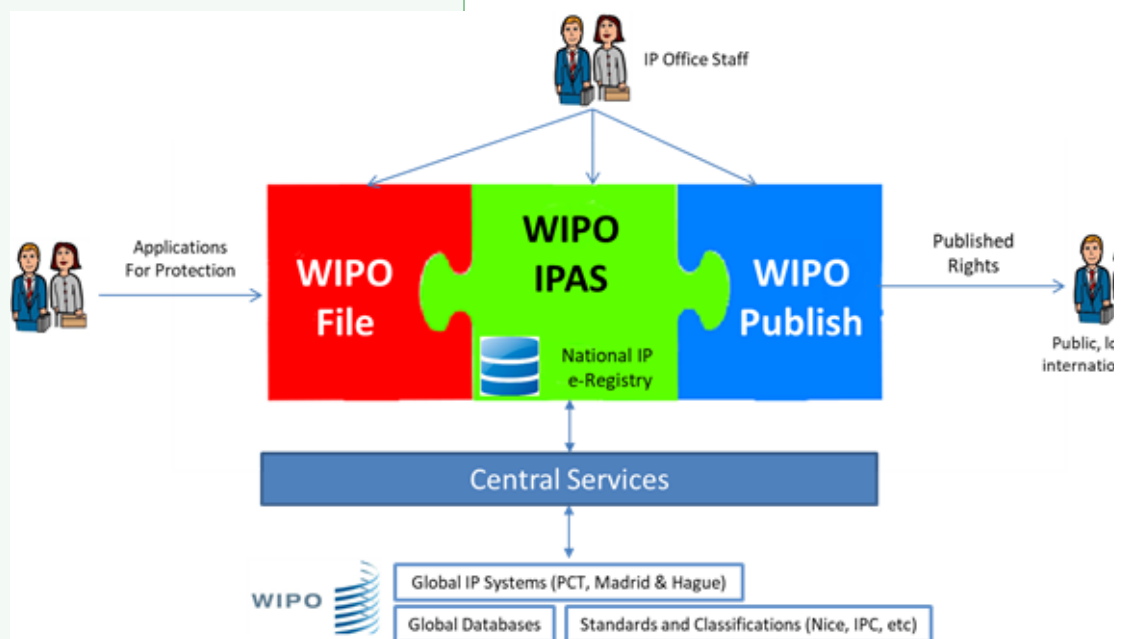 IP Office Staff
Applications
For Protection
WIPO
File
WIPO
IPAS
National IP
e-Registry
WIPO
Publish
Published
Rights
Public,
Central Services
WIPO
Global IP Systems (PCT, Madrid & Hague)
Global Databases
Standards and Classifications (Nice, IPC, etc)